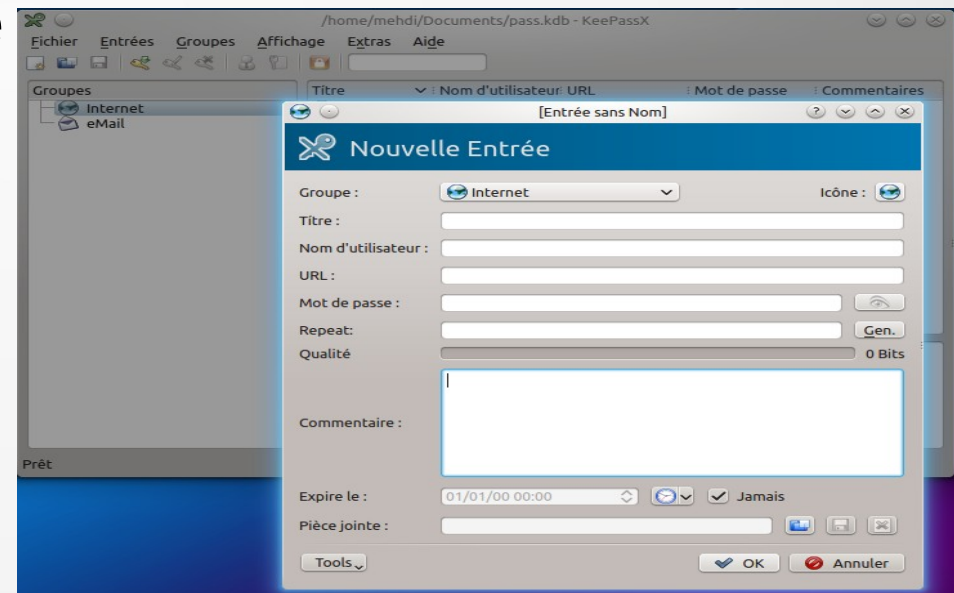 /home/mehdi/Documents/pass.kdb - KeePassX
Fichier Entrées Groupes Affichage Extras Aide
Groupes Titre Nom d'utilisateur URL Mot de passe Commentaires
Internet
eMail
[Entrée sans Nom]
Nouvelle Entrée
Groupe : Internet Icône :
Titre :
Nom d'utilisateur :
URL :
Mot de passe :
Repeat: Gen.
Qualité 0 Bits
Commentaire :
Prêt
Expire le : 01/01/00 00:00 Jamais
Pièce jointe :
Tools OK Annuler